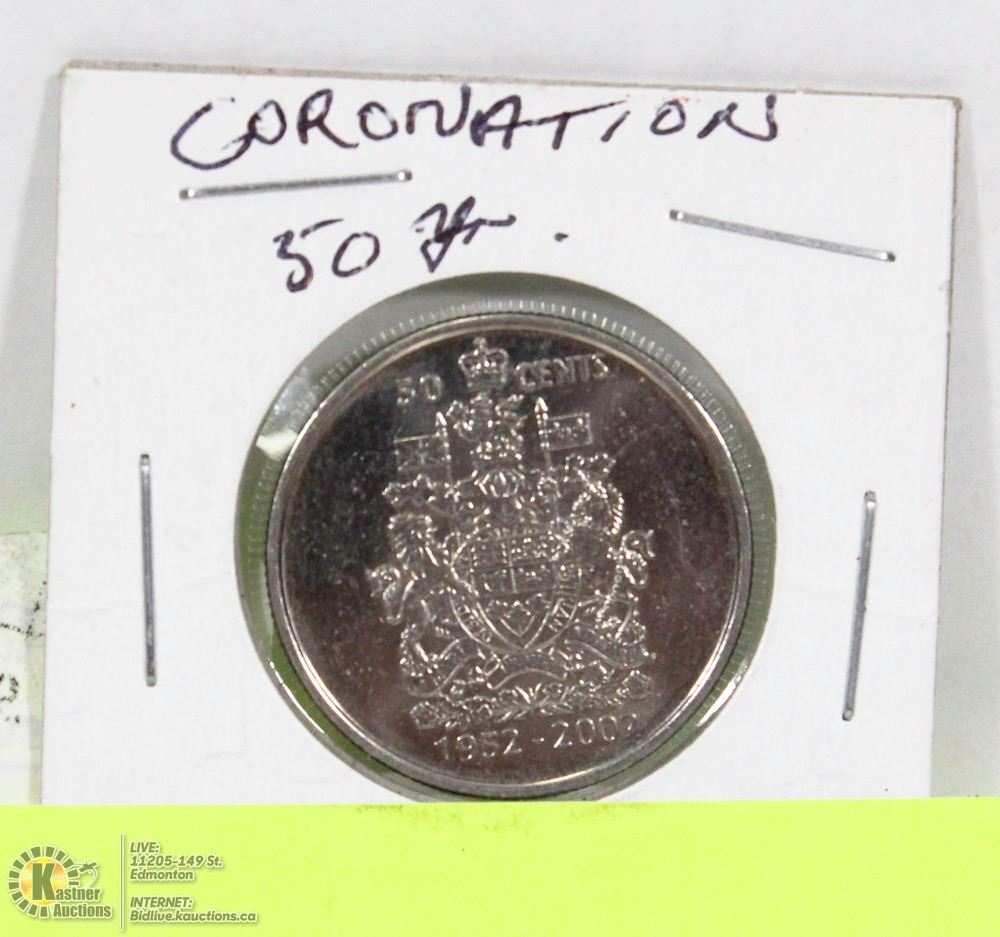 CORONATION
50 yr.
50 CENTS
1952-2002
Kastner
Auctions
LIVE:
11205-149 St.
Edmonton
INTERNET:
Bidlive.kauctions.ca